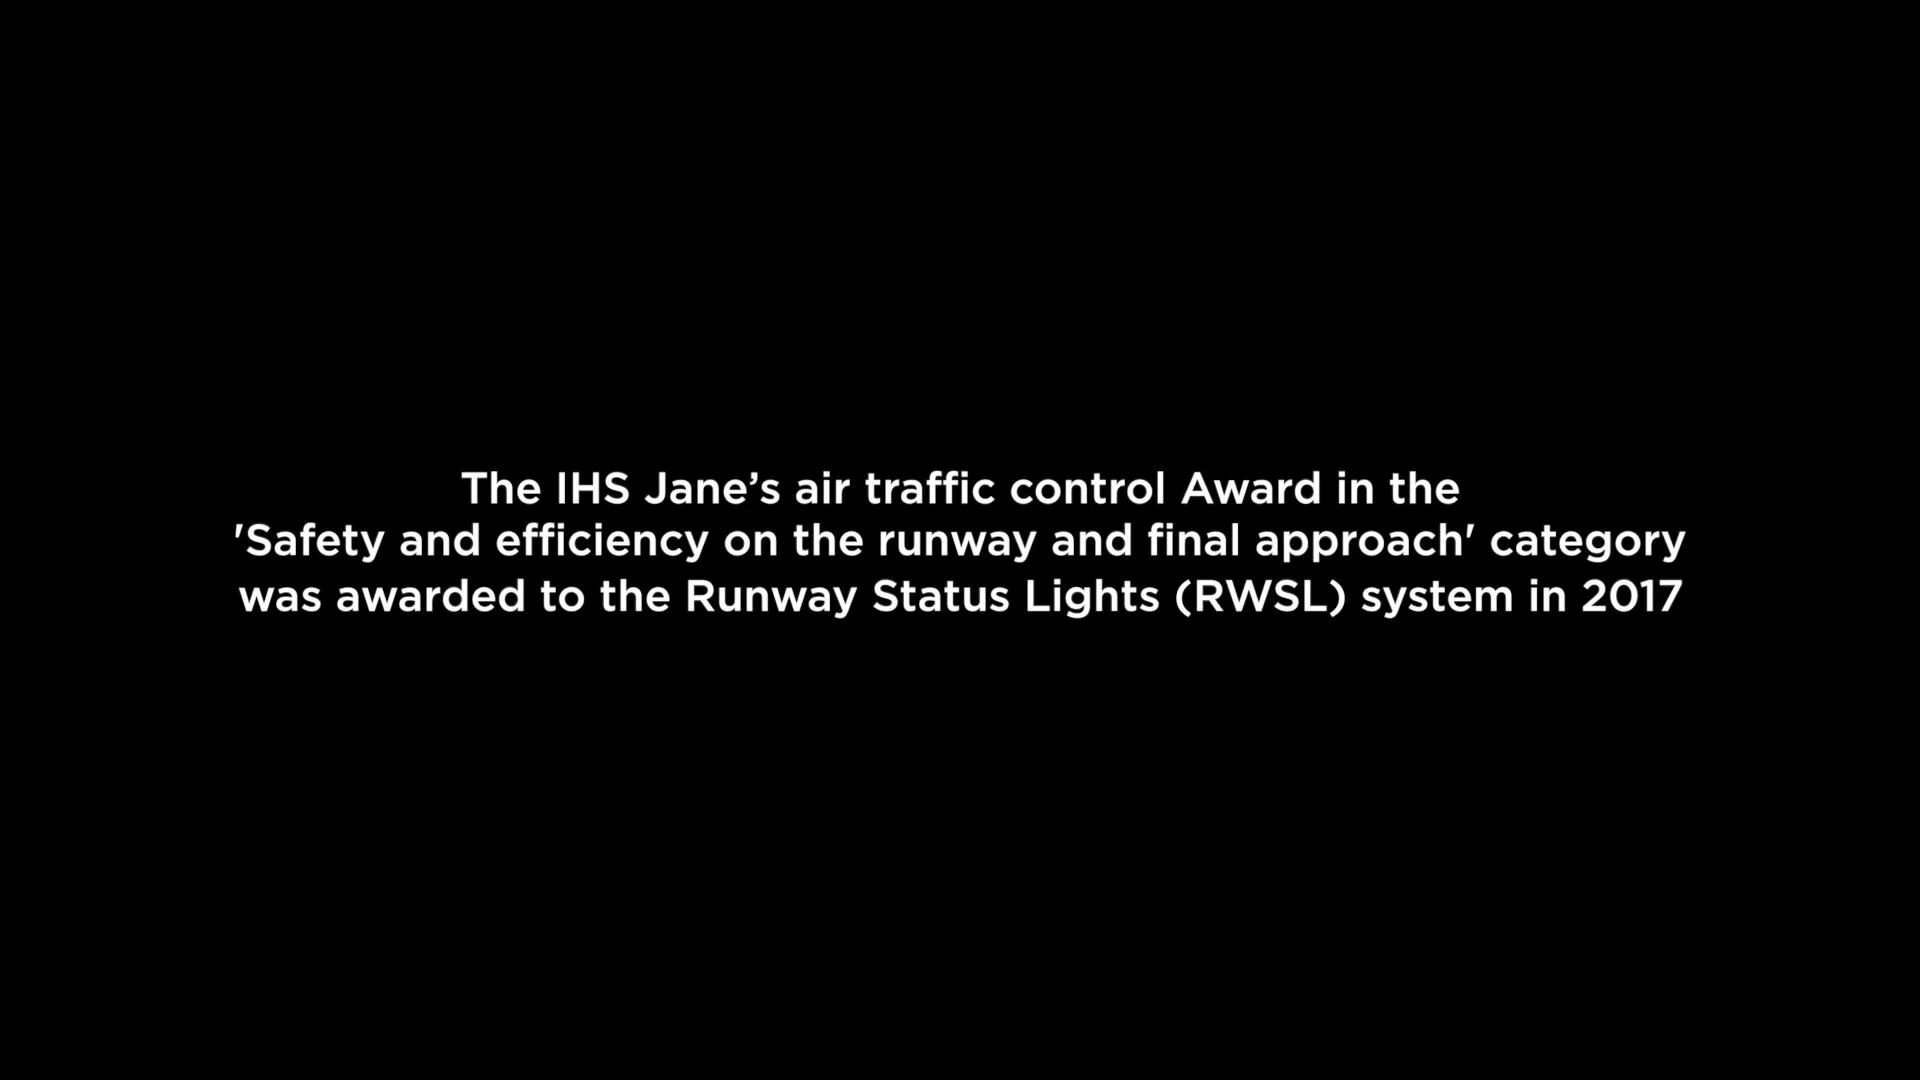 The IHS Jane’s air traffic control Award in the
'Safety and efficiency on the runway and final approach' category
was awarded to the Runway Status Lights (RWSL) system in 2017